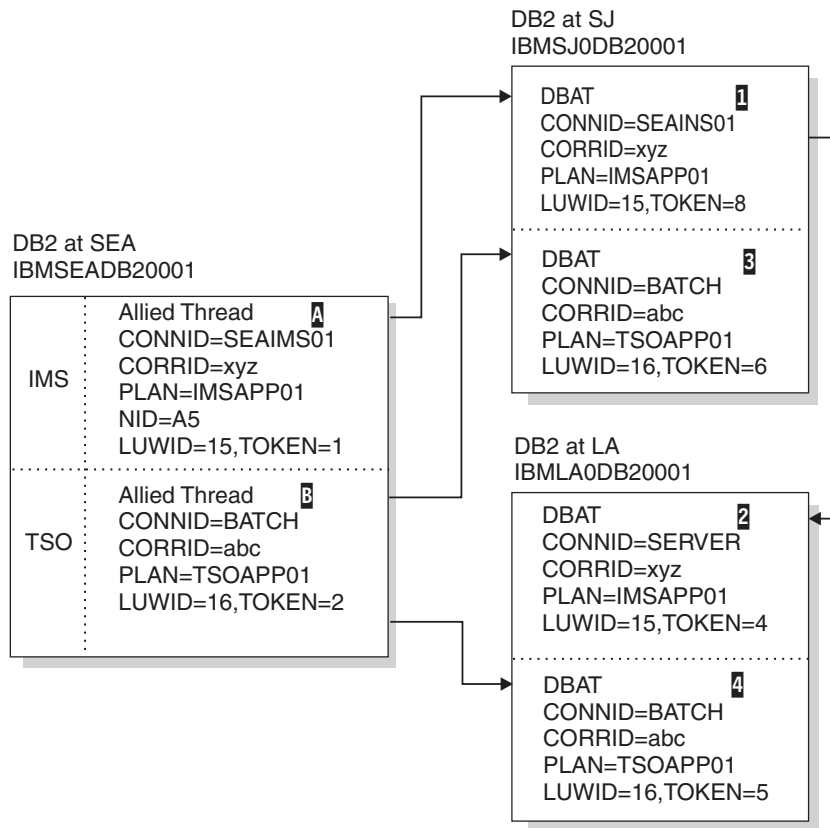 DB2 at SJ
IBMSJ0DB20001
DBAT 1
CONNID=SEAINS01
CORRID=xyz
PLAN=IMSAPP01
LUWID=15,TOKEN=8
DBAT 3
CONNID=BATCH
CORRID=abc
PLAN=TSOAPP01
LUWID=16,TOKEN=6
DB2 at SEA
IBMSEADB20001
IMS
Allied Thread A
CONNID=SEAIMS01
CORRID=xyz
PLAN=IMSAPP01
NID=A5
LUWID=15,TOKEN=1
TSO
Allied Thread B
CONNID=BATCH
CORRID=abc
PLAN=TSOAPP01
LUWID=16,TOKEN=2
DB2 at LA
IBMLA0DB20001
DBAT 2
CONNID=SERVER
CORRID=xyz
PLAN=IMSAPP01
LUWID=15,TOKEN=4
DBAT 4
CONNID=BATCH
CORRID=abc
PLAN=TSOAPP01
LUWID=16,TOKEN=5